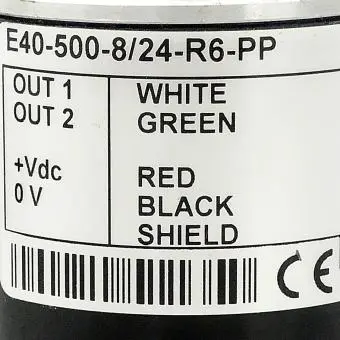 E40-500-8/24-R6-PP
OUT 1 WHITE
OUT 2 GREEN
+Vdc RED
0 V BLACK
SHIELD
CE